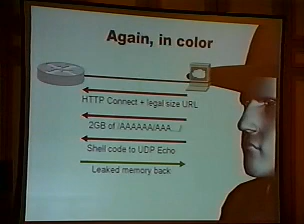 Again, in color
HTTP Connect + legal size URL
2GB of /AAAAAA/AAA..../
Shell code to UDP Echo
Leaked memory back